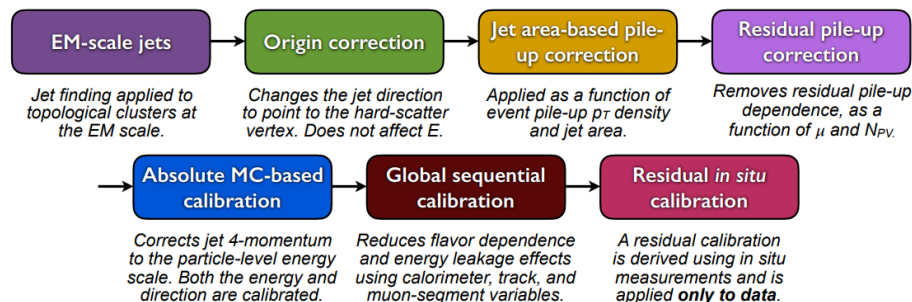 EM-scale jets
Jet finding applied to
topological clusters at
the EM scale.
Origin correction
Changes the jet direction
to point to the hard-scatter
vertex. Does not affect E.
Jet area-based pile-
up correction
Applied as a function of
event pile-up pT density
and jet area.
Residual pile-up
correction
Removes residual pile-up
dependence, as a
function of μ and NPV.
Absolute MC-based
calibration
Corrects jet 4-momentum
to the particle-level energy
scale. Both the energy and
direction are calibrated.
Global sequential
calibration
Reduces flavor dependence
and energy leakage effects
using calorimeter, track, and
muon-segment variables.
Residual in situ
calibration
A residual calibration
is derived using in situ
measurements and is
applied only to data.